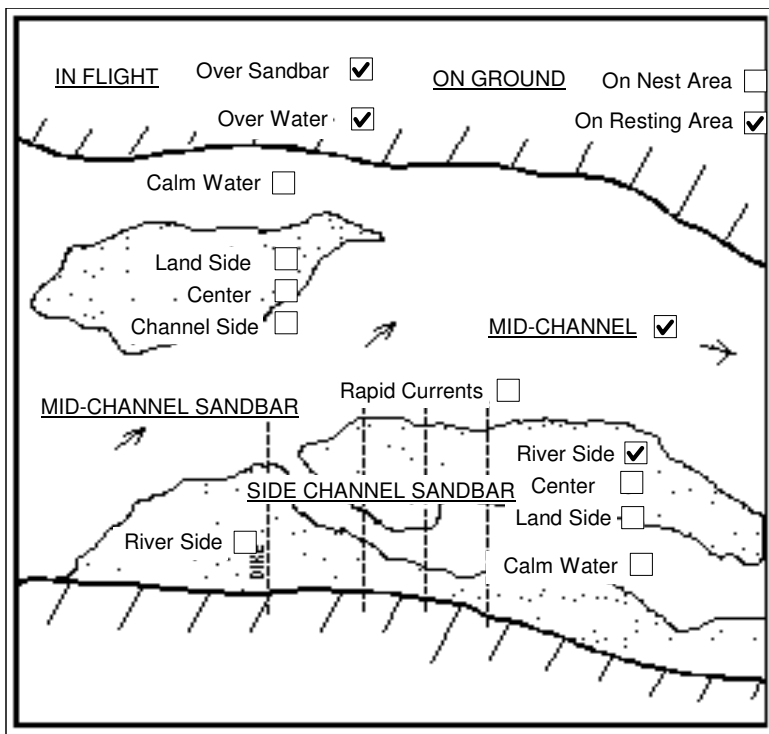 IN FLIGHT
Over Sandbar
ON GROUND
On Nest Area
Over Water
On Resting Area
Calm Water
Land Side
Center
Channel Side
MID-CHANNEL
Rapid Currents
MID-CHANNEL SANDBAR
River Side
SIDE CHANNEL SANDBAR
Center
Land Side
River Side
DIKE
Calm Water